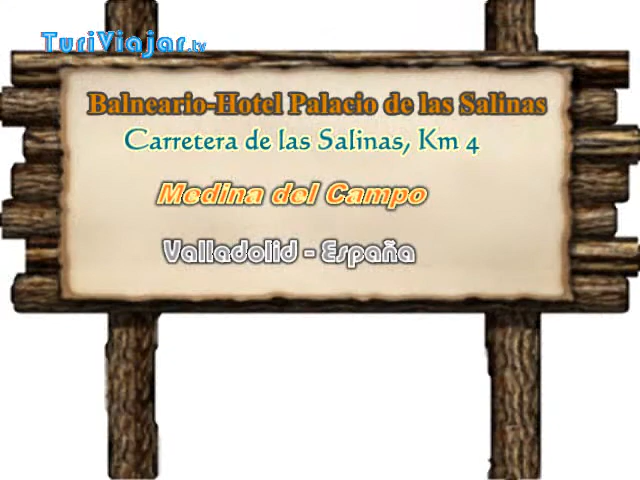 TuriViajar.tv
Balneario-Hotel Palacio de las Salinas
Carretera de las Salinas, Km 4
Medina del Campo
Valladolid - España